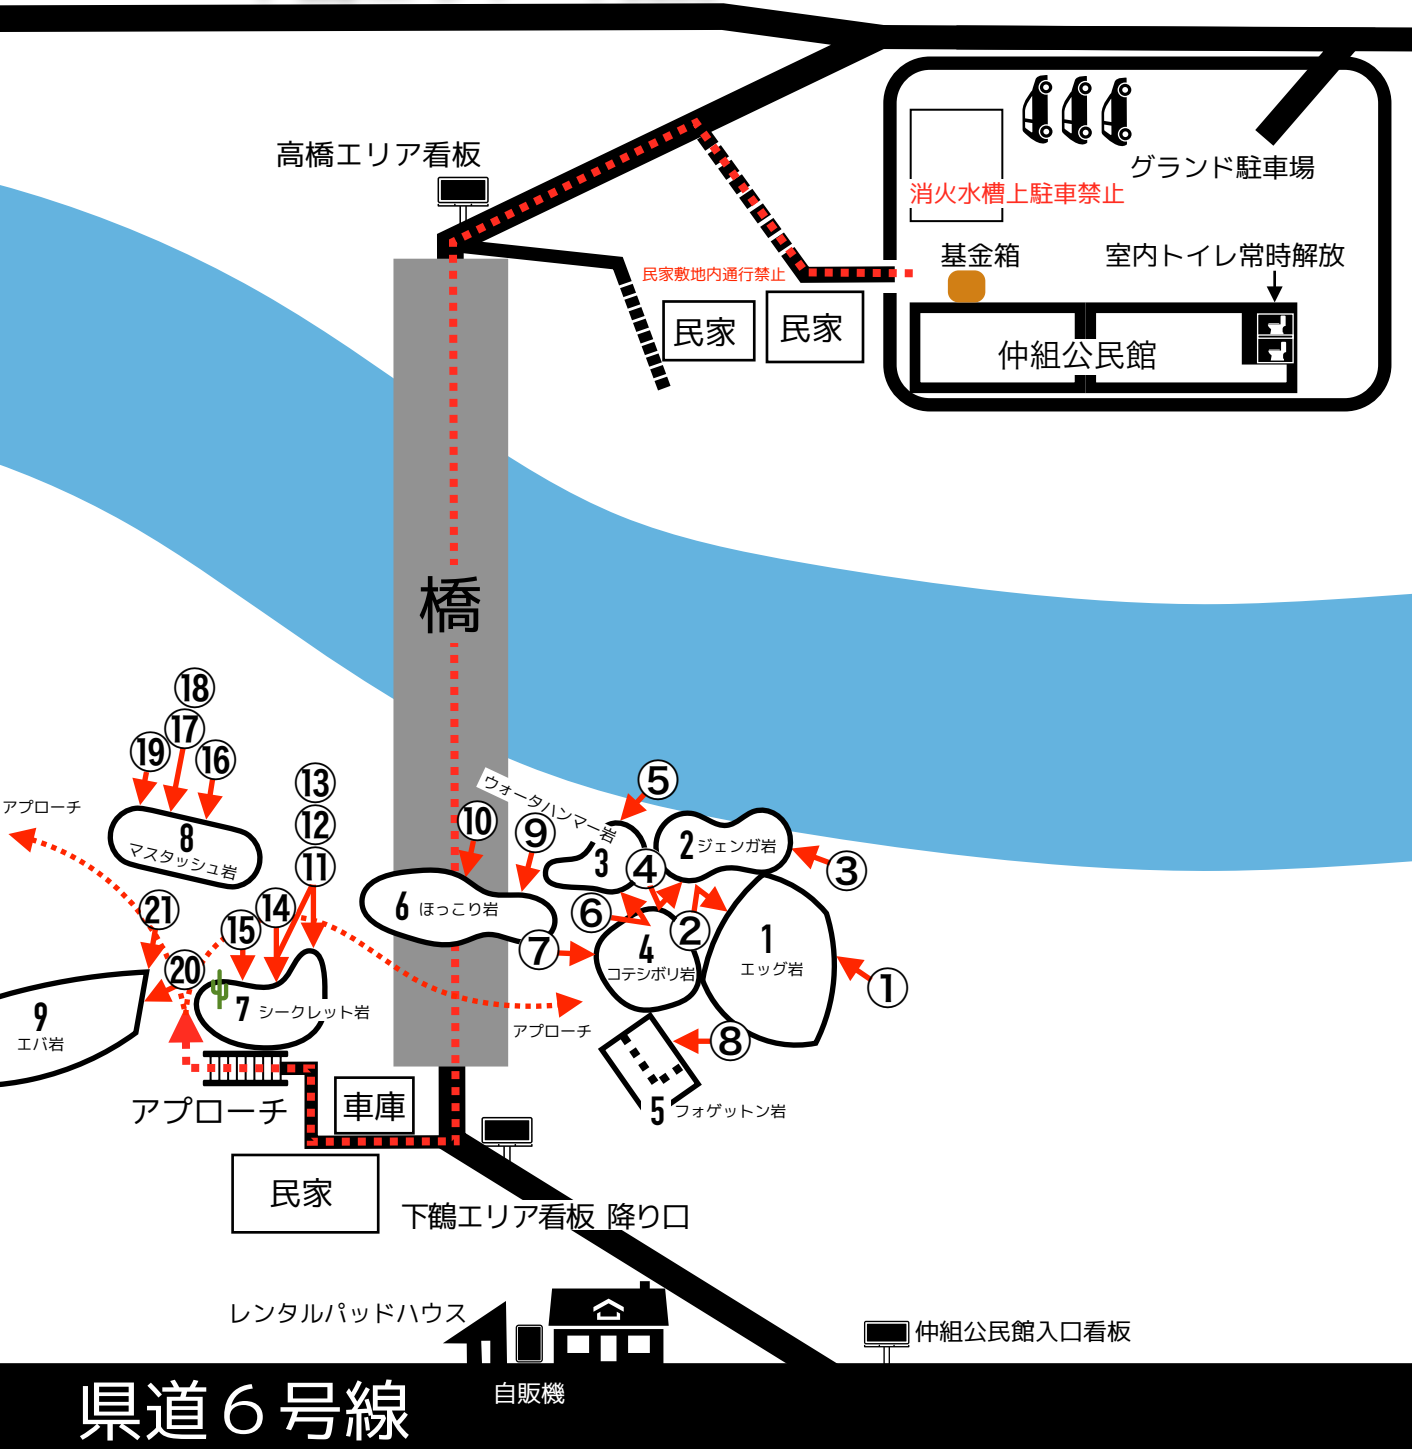 高橋エリア看板
グランド駐車場
消火水槽上駐車禁止
基金箱
室内トイレ常時解放
民家敷地内通行禁止
民家
民家
仲組公民館
橋
⑱
⑰
⑲
⑯
⑬
⑫
⑪
アプローチ
8
マスタッシュ岩
ウォータハンマー岩
⑤
⑩
⑨
3
④
2 ジェンガ岩
③
6 ほっこり岩
⑥
⑦
②
4
コテシボリ岩
1
エッグ岩
①
㉑
⑭
⑮
⑳
7 シークレット岩
9
エバ岩
アプローチ
⑧
5 フォゲットン岩
アプローチ
車庫
民家
下鶴エリア看板 降り口
レンタルパッドハウス
仲組公民館入口看板
自販機
県道６号線